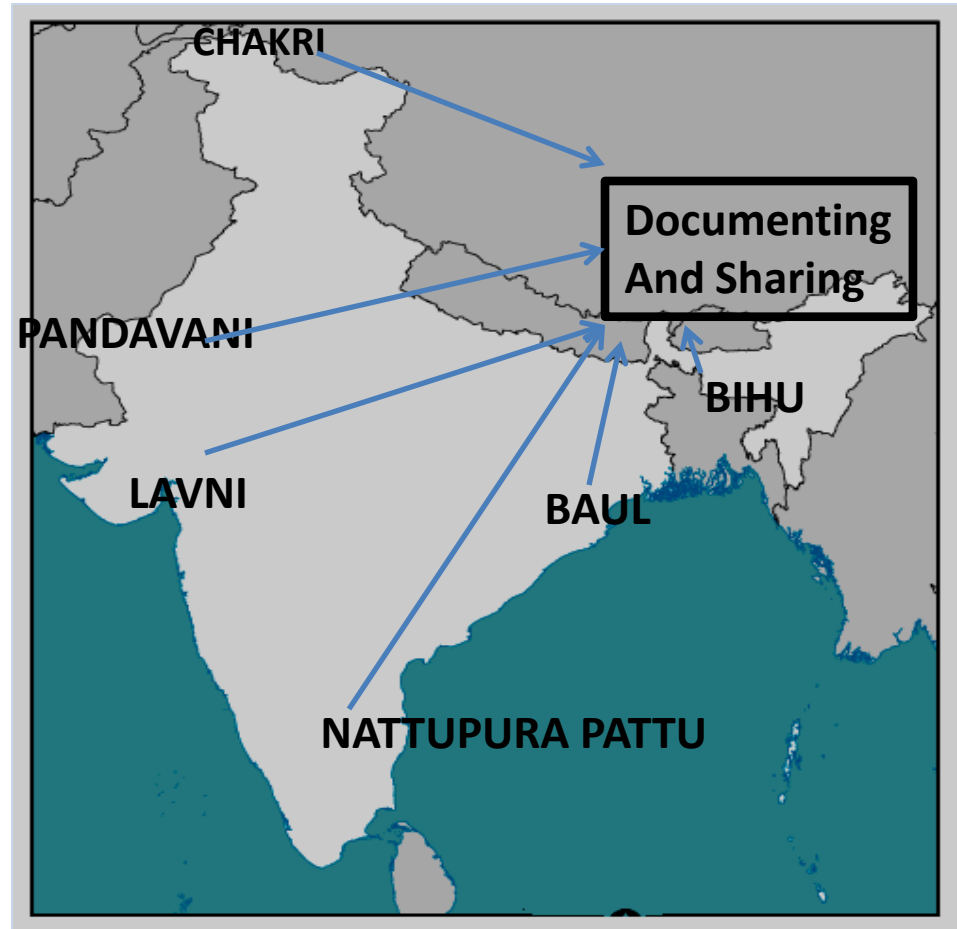 CHAKRI
Documenting
And Sharing
PANDAVANI
BIHU
LAVNI
BAUL
NATTUPURA PATTU